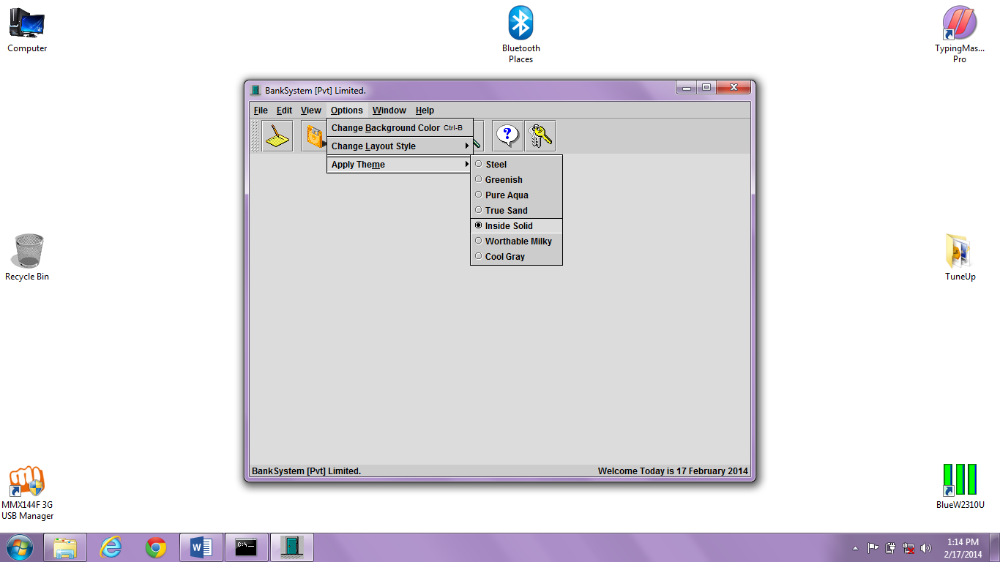 Computer
Bluetooth
Places
TypingMas...
Pro
BankSystem [Pvt] Limited.
File Edit View Options Window Help
Change Background Color Ctrl-B
?
Change Layout Style
Apply Theme
Steel
Greenish
Pure Aqua
True Sand
Inside Solid
Worthable Milky
Cool Gray
Recycle Bin
TuneUp
BankSystem [Pvt] Limited.
Welcome Today is 17 February 2014
MMX144F 3G
USB Manager
BlueW2310U
C:\._
1:14 PM
2/17/2014